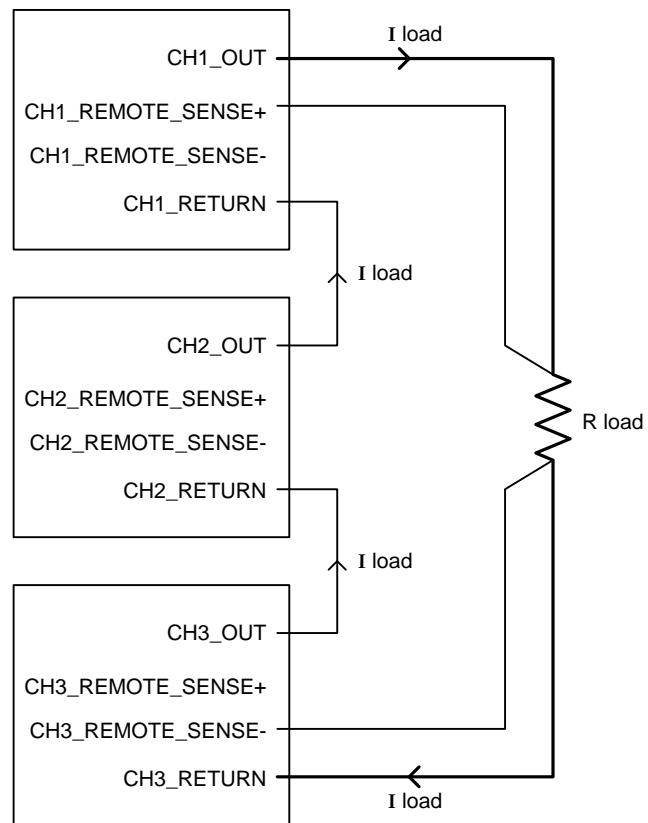 I load
CH1_OUT
CH1_REMOTE_SENSE+
CH1_REMOTE_SENSE-
CH1_RETURN
I load
CH2_OUT
CH2_REMOTE_SENSE+
CH2_REMOTE_SENSE-
CH2_RETURN
R load
I load
CH3_OUT
CH3_REMOTE_SENSE+
CH3_REMOTE_SENSE-
CH3_RETURN
I load